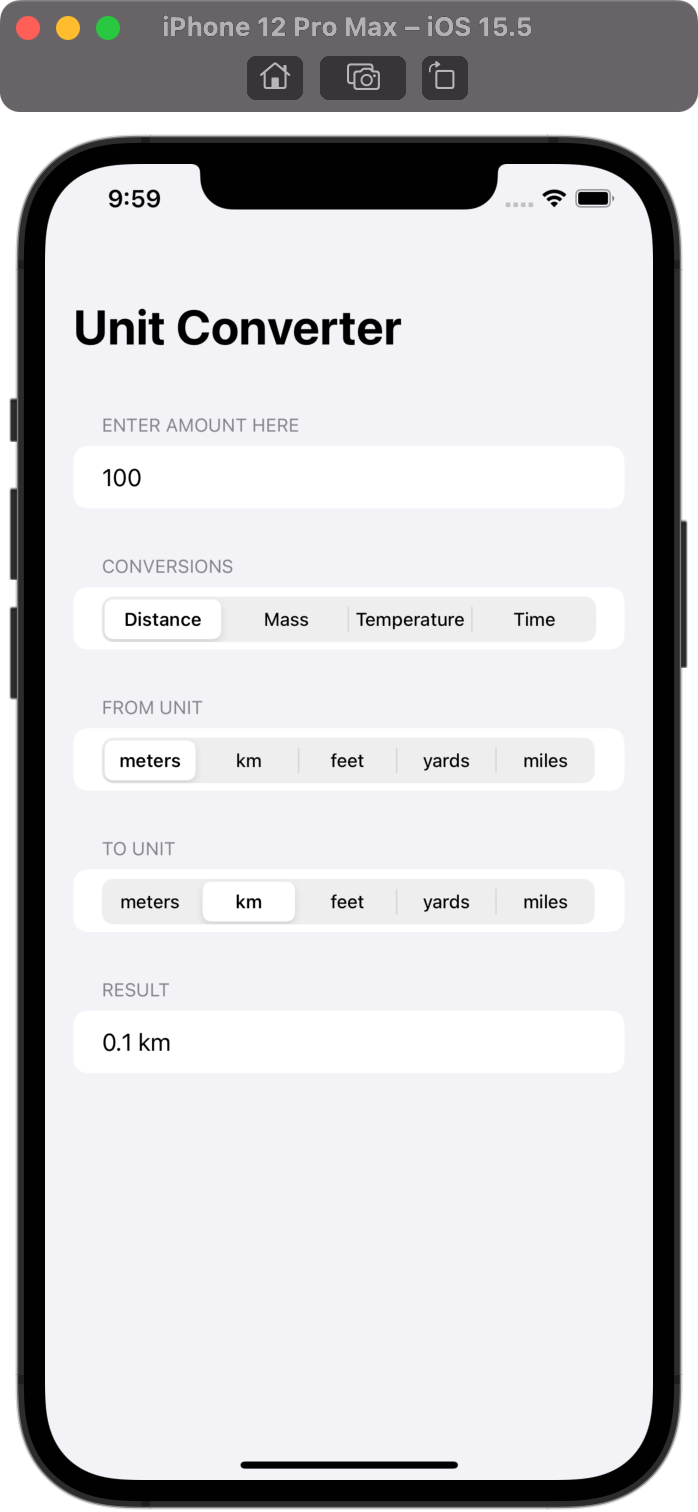 iPhone 12 Pro Max – iOS 15.5
9:59
Unit Converter
ENTER AMOUNT HERE
100
CONVERSIONS
Distance Mass Temperature Time
FROM UNIT
meters km feet yards miles
TO UNIT
meters km feet yards miles
RESULT
0.1 km